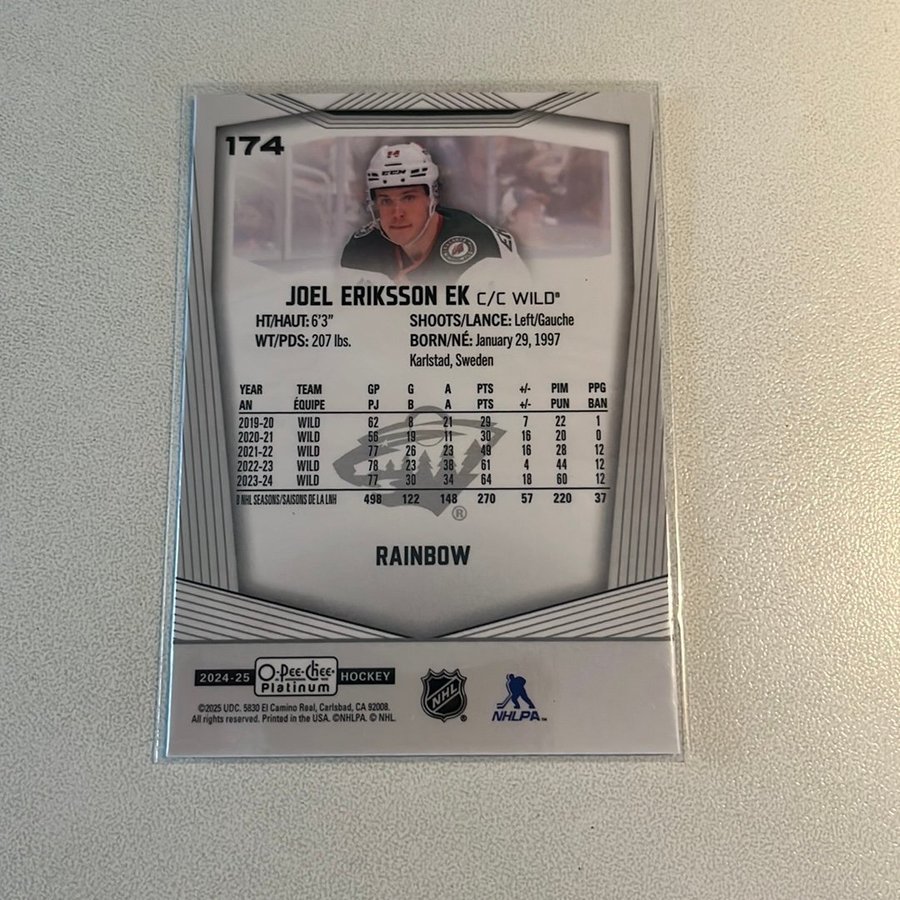 174
14
CCM
JOEL ERIKSSON EK C/C WILD®
HT/HAUT: 6'3" SHOOTS/LANCE: Left/Gauche
WT/PDS: 207 lbs. BORN/NÉ: January 29, 1997
Karlstad, Sweden
YEAR TEAM GP G A PTS +/- PIM PPG
AN ÉQUIPE PJ B A PTS +/- PUN BAN
2019-20 WILD 62 8 21 29 7 22 1
2020-21 WILD 56 19 11 30 16 20 0
2021-22 WILD 77 26 23 49 16 28 12
2022-23 WILD 78 23 38 61 4 44 12
2023-24 WILD 77 30 34 64 18 60 12
NHL SEASONS/SAISONS DE LA LNH 498 122 148 270 57 220 37
®
RAINBOW
2024-25 O-Pee-Chee Platinum HOCKEY
©2025 UDC. 5830 El Camino Real, Carlsbad, CA 92008.
All rights reserved. Printed in the USA. ©NHLPA. © NHL.
NHL ®
NHLPA™